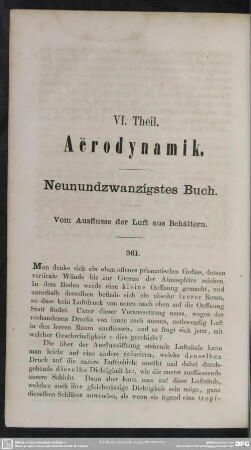 VI. Theil.
Aërodynamik.
Neunundzwanzigstes Buch.
Vom Ausflusse der Luft aus Behältern.
361.
Man denke sich ein oben offenes prismatisches Gefäss, dessen
verticale Wände bis zur Grenze der Atmosphäre reichen.
In dem Boden werde eine kleine Oeffnung gemacht, und
unterhalb derselben befinde sich ein absolut leerer Raum,
so dass kein Luftdruck von unten nach oben auf die Oeffnung
Statt findet. Unter dieser Voraussetzung muss, wegen des
vorhandenen Drucks von innen nach aussen, nothwendig Luft
in den leeren Raum ausfliessen, und es fragt sich jetzt, mit
welcher Geschwindigkeit dies geschieht?
Die über der Ausflussöffnung stehende Luftsäule kann
man leicht auf eine andere reduciren, welche denselben
Druck auf die untere Luftschicht ausübt und dabei durch-
gehends dieselbe Dichtigkeit hat, wie die zuerst ausfliessende
unterste Schicht. Dann aber kann man auf diese Luftsäule,
welchen auch ihre gleichmässige Dichtigkeit sein möge, ganz
dieselben Schlüsse anwenden, als wenn sie irgend eine tropf-